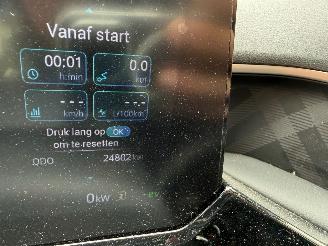 Vanaf start
00:01
h:min
0.0
km
---
km/h
--.-
L/100km
Druk lang op OK
om te resetten
ODO 24802 km
0 kW
EV